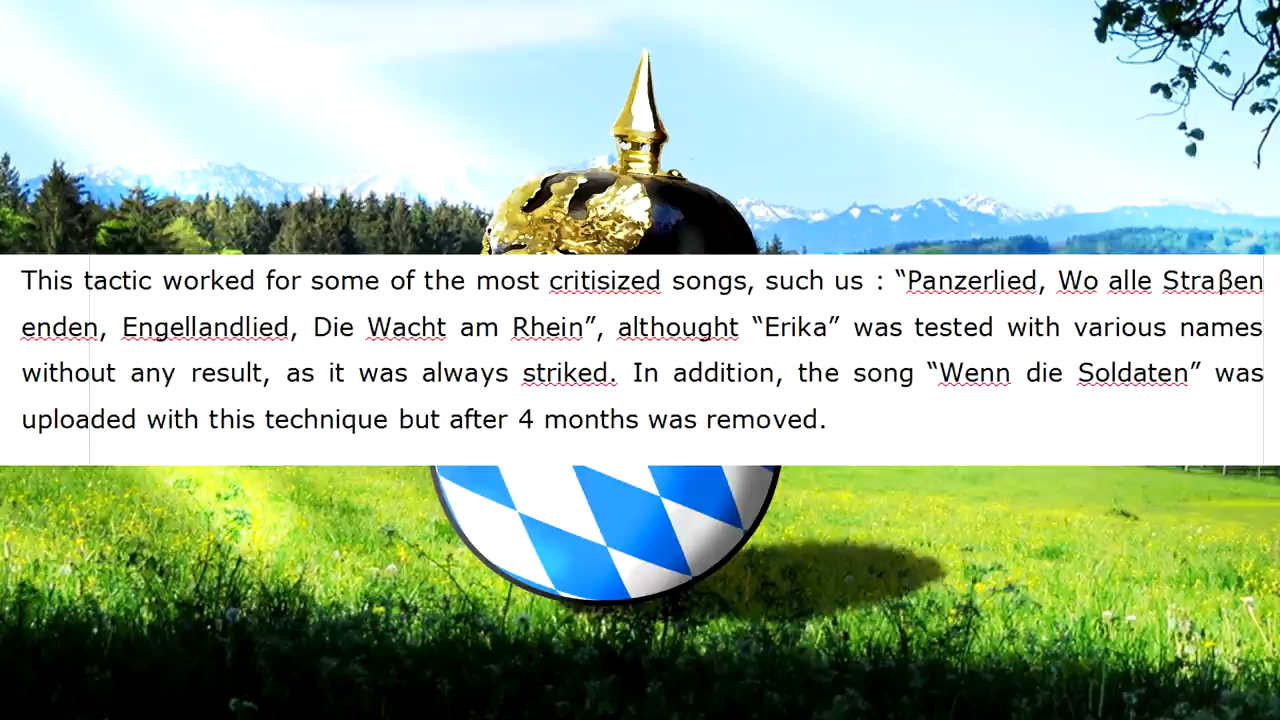 This tactic worked for some of the most critisized songs, such us : “Panzerlied, Wo alle Straβen
enden, Engellandlied, Die Wacht am Rhein”, althought “Erika” was tested with various names
without any result, as it was always striked. In addition, the song “Wenn die Soldaten” was
uploaded with this technique but after 4 months was removed.